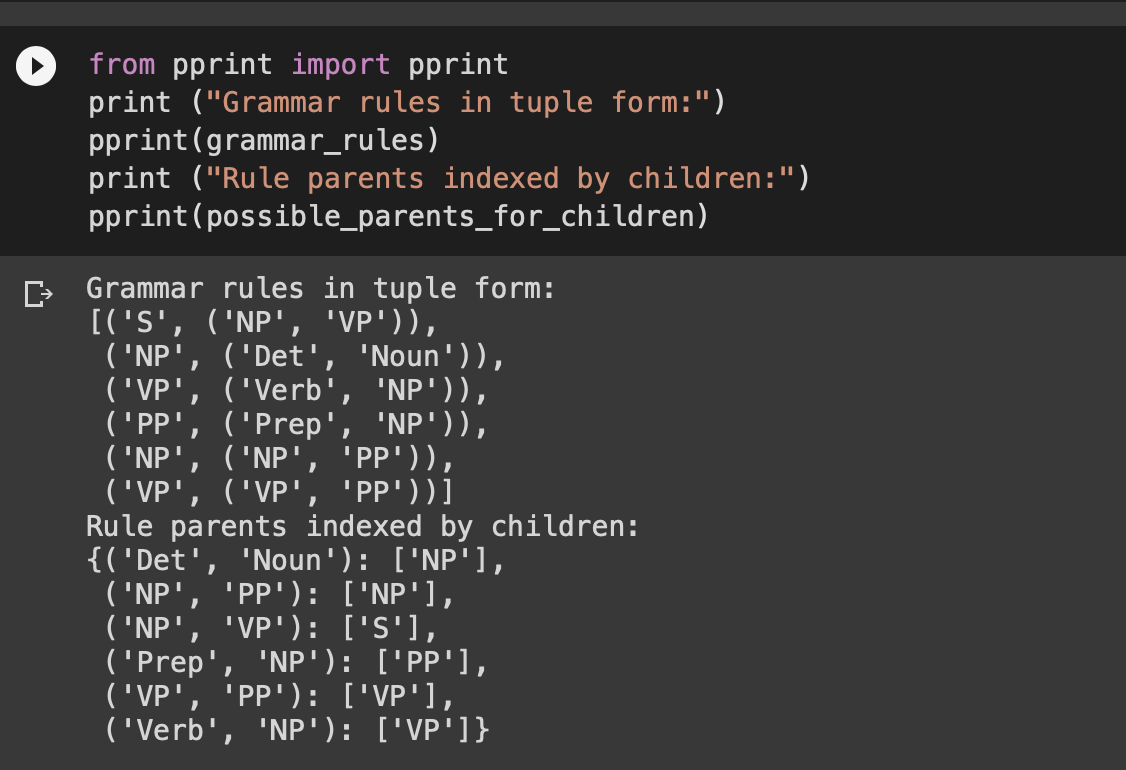 from pprint import pprint
print ("Grammar rules in tuple form:")
pprint(grammar_rules)
print ("Rule parents indexed by children:")
pprint(possible_parents_for_children)
Grammar rules in tuple form:
[('S', ('NP', 'VP')),
 ('NP', ('Det', 'Noun')),
 ('VP', ('Verb', 'NP')),
 ('PP', ('Prep', 'NP')),
 ('NP', ('NP', 'PP')),
 ('VP', ('VP', 'PP'))]
Rule parents indexed by children:
{('Det', 'Noun'): ['NP'],
 ('NP', 'PP'): ['NP'],
 ('NP', 'VP'): ['S'],
 ('Prep', 'NP'): ['PP'],
 ('VP', 'PP'): ['VP'],
 ('Verb', 'NP'): ['VP']}